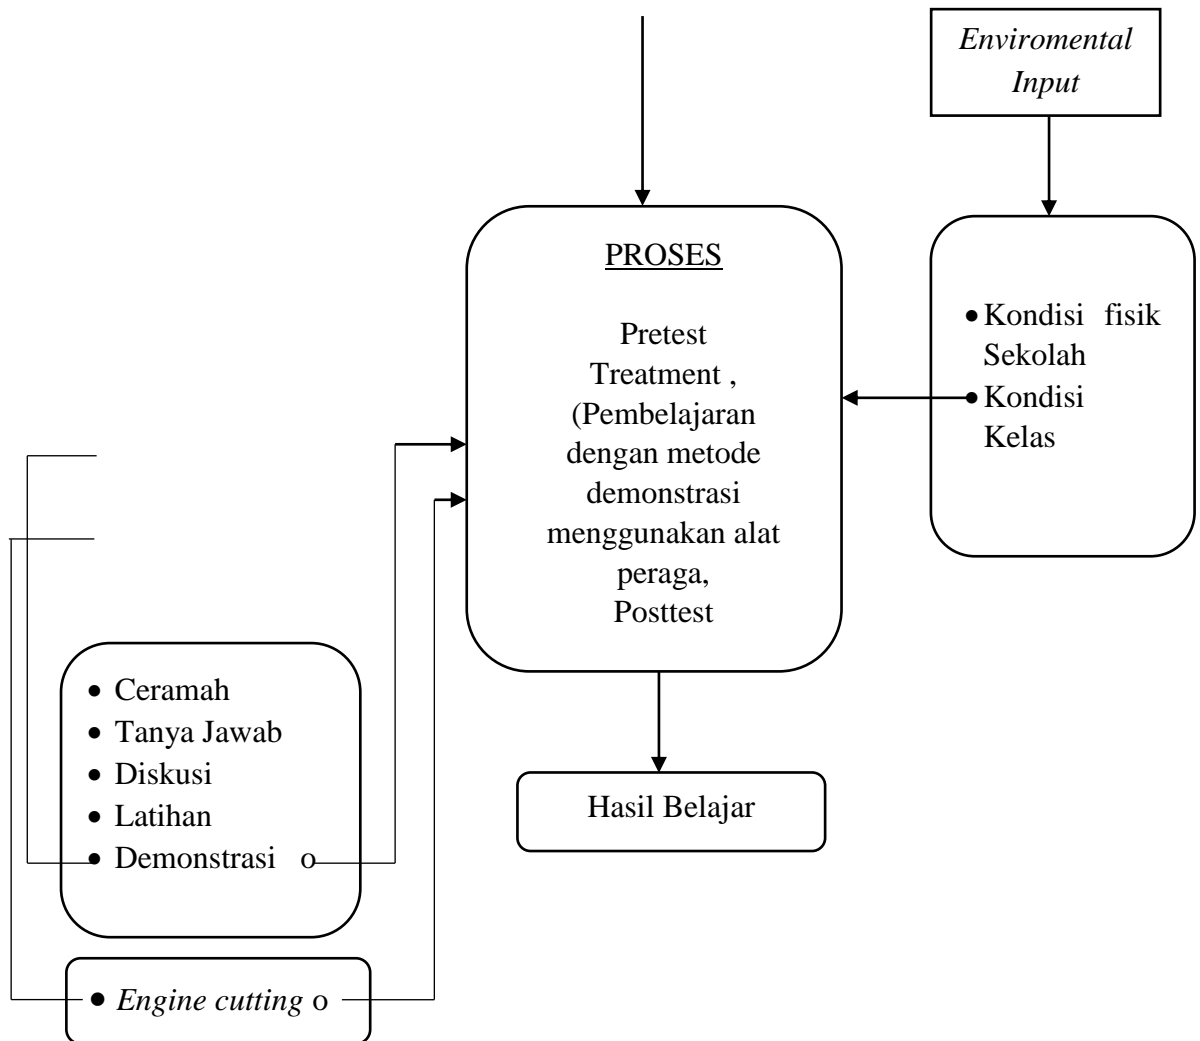 Enviromental
Input
PROSES
Pretest
Treatment ,
(Pembelajaran
dengan metode
demonstrasi
menggunakan alat
peraga,
Posttest
• Kondisi fisik
Sekolah
• Kondisi
Kelas
• Ceramah
• Tanya Jawab
• Diskusi
• Latihan
• Demonstrasi o
Hasil Belajar
• Engine cutting o